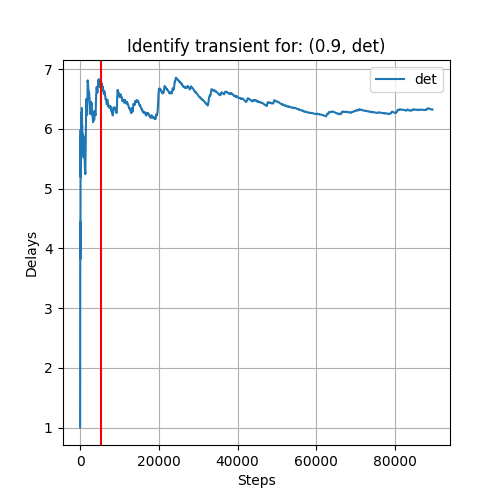 Identify transient for: (0.9, det)
det
7
6
5
4
3
2
1
Delays
0 20000 40000 60000 80000
Steps